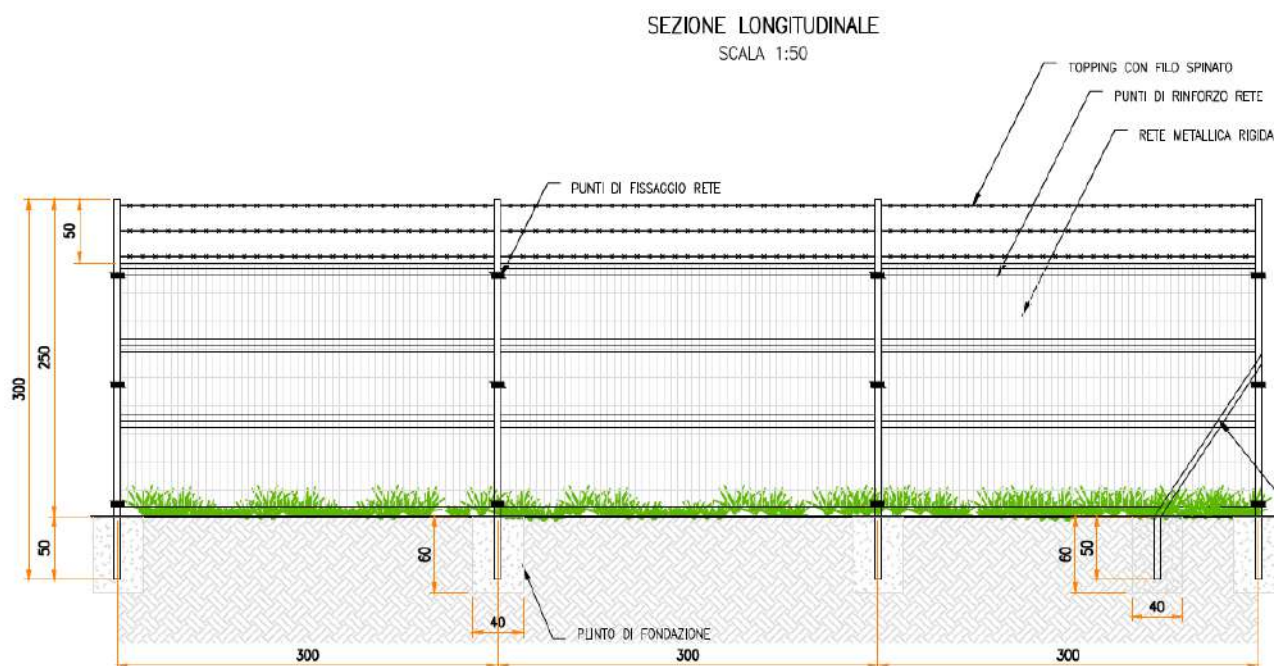 SEZIONE LONGITUDINALE
SCALA 1:50
TOPPING CON FILO SPINATO
PUNTI DI RINFORZO RETE
RETE METALLICA RIGIDA
PUNTI DI FISSAGGIO RETE
50
300
250
50
60
40
60
50
40
PUNTO DI FONDAZIONE
300
300
300